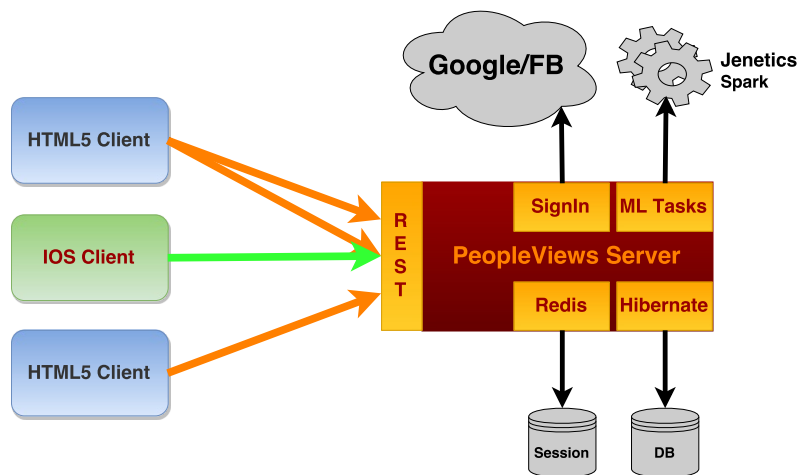 Google/FB
Jenetics
Spark
HTML5 Client
IOS Client
HTML5 Client
REST
SignIn
ML Tasks
PeopleViews Server
Redis
Hibernate
Session
DB